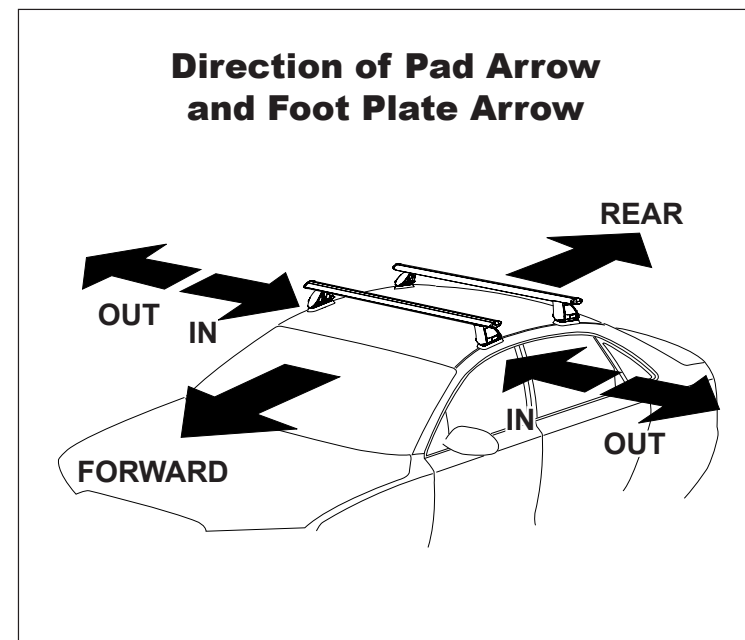 Direction of Pad Arrow
and Foot Plate Arrow
REAR
OUT
IN
IN
OUT
FORWARD